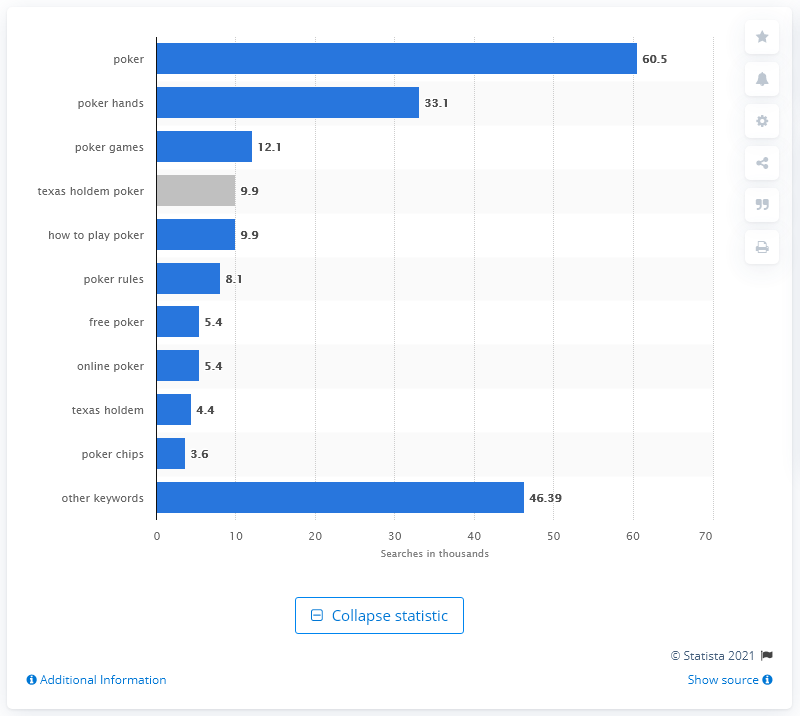 poker 60.5
poker hands 33.1
poker games 12.1
texas holdem poker 9.9
how to play poker 9.9
poker rules 8.1
free poker 5.4
online poker 5.4
texas holdem 4.4
poker chips 3.6
other keywords 46.39
0 10 20 30 40 50 60 70
Searches in thousands
Collapse statistic
© Statista 2021
Additional Information Show source